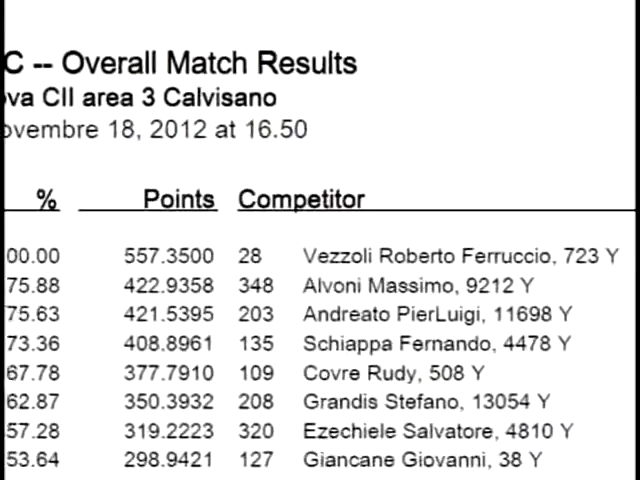 C -- Overall Match Results
ova CII area 3 Calvisano
ovembre 18, 2012 at 16.50
% Points Competitor
00.00 557.3500 28 Vezzoli Roberto Ferruccio, 723 Y
75.88 422.9358 348 Alvoni Massimo, 9212 Y
75.63 421.5395 203 Andreato PierLuigi, 11698 Y
73.36 408.8961 135 Schiappa Fernando, 4478 Y
67.78 377.7910 109 Covre Rudy, 508 Y
62.87 350.3932 208 Grandis Stefano, 13054 Y
57.28 319.2223 320 Ezechiele Salvatore, 4810 Y
53.64 298.9421 127 Giancane Giovanni, 38 Y